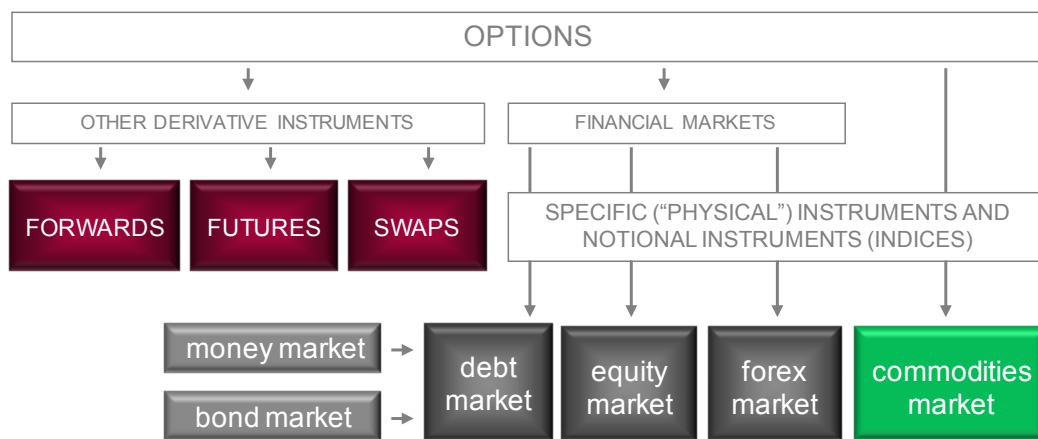 OPTIONS
OTHER DERIVATIVE INSTRUMENTS
FINANCIAL MARKETS
FORWARDS
FUTURES
SWAPS
SPECIFIC (“PHYSICAL”) INSTRUMENTS AND
NOTIONAL INSTRUMENTS (INDICES)
money market
bond market
debt
market
equity
market
forex
market
commodities
market